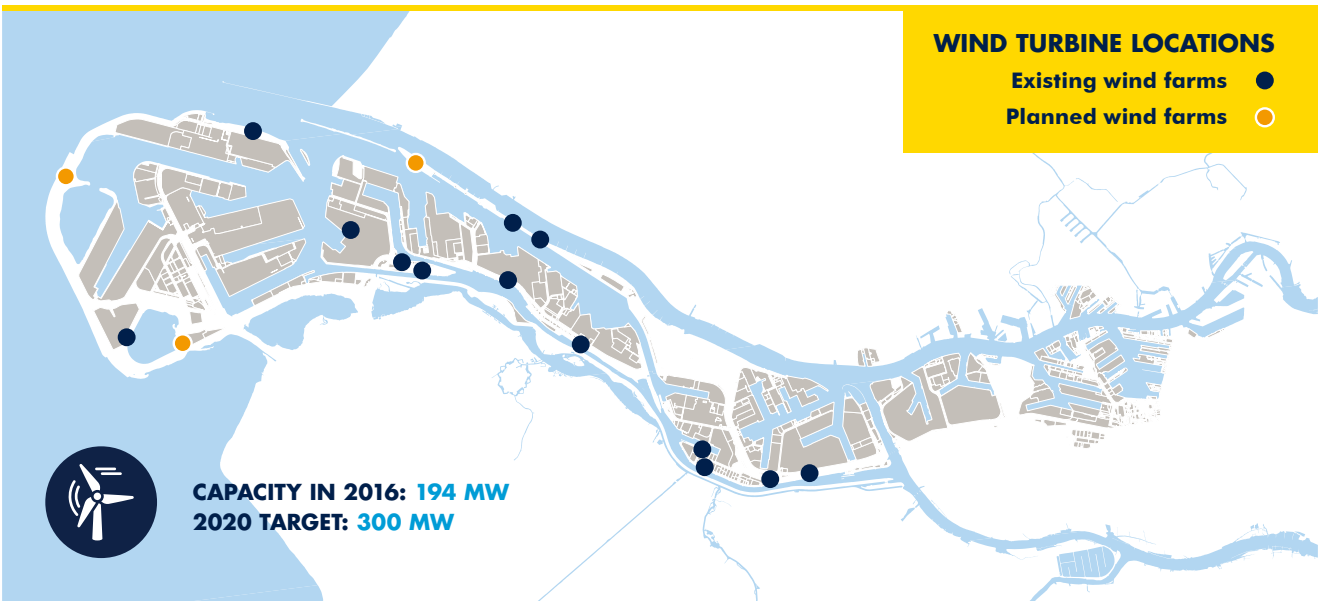 WIND TURBINE LOCATIONS
Existing wind farms
Planned wind farms
CAPACITY IN 2016: 194 MW
2020 TARGET: 300 MW